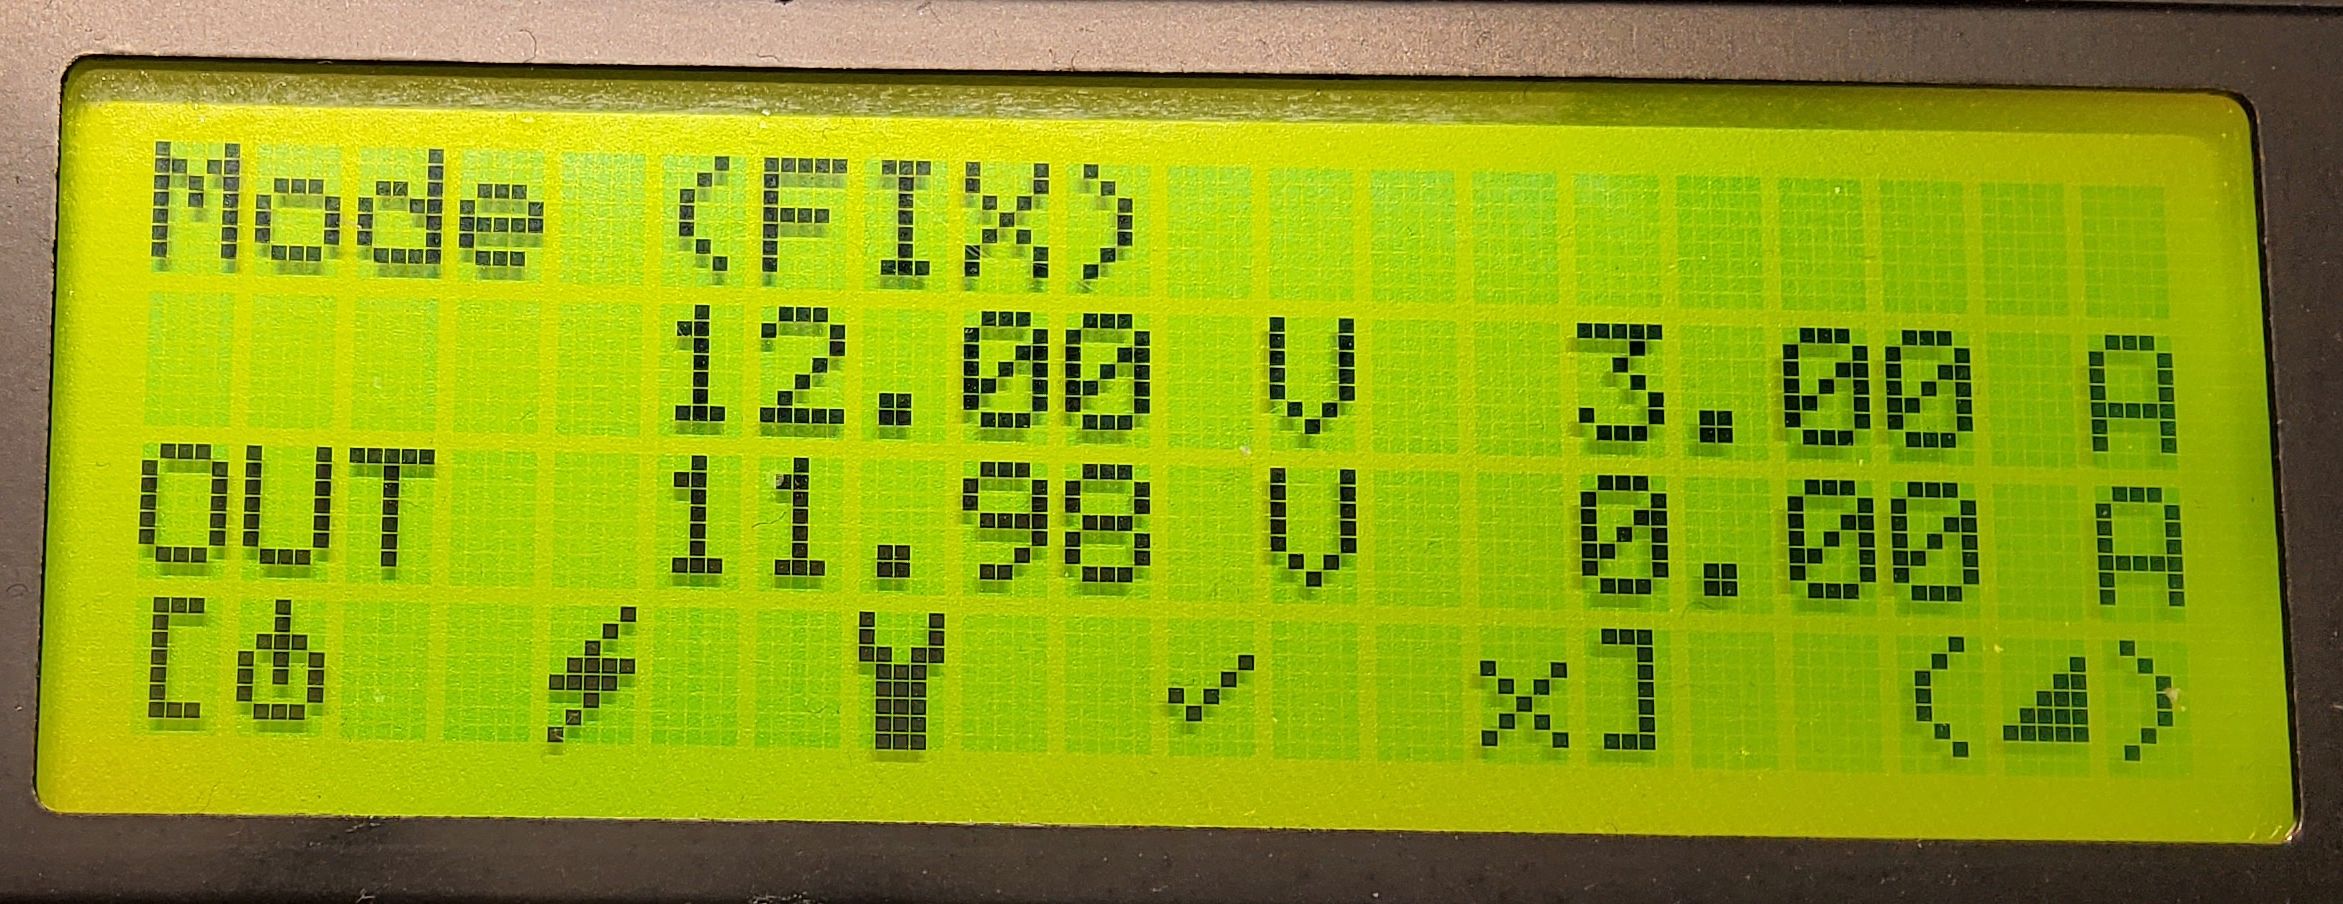 Mode (FIX)
12.00 V 3.00 A
OUT 11.98 V 0.00 A
[⏻ ⚡ Y ✓ x] (◢)